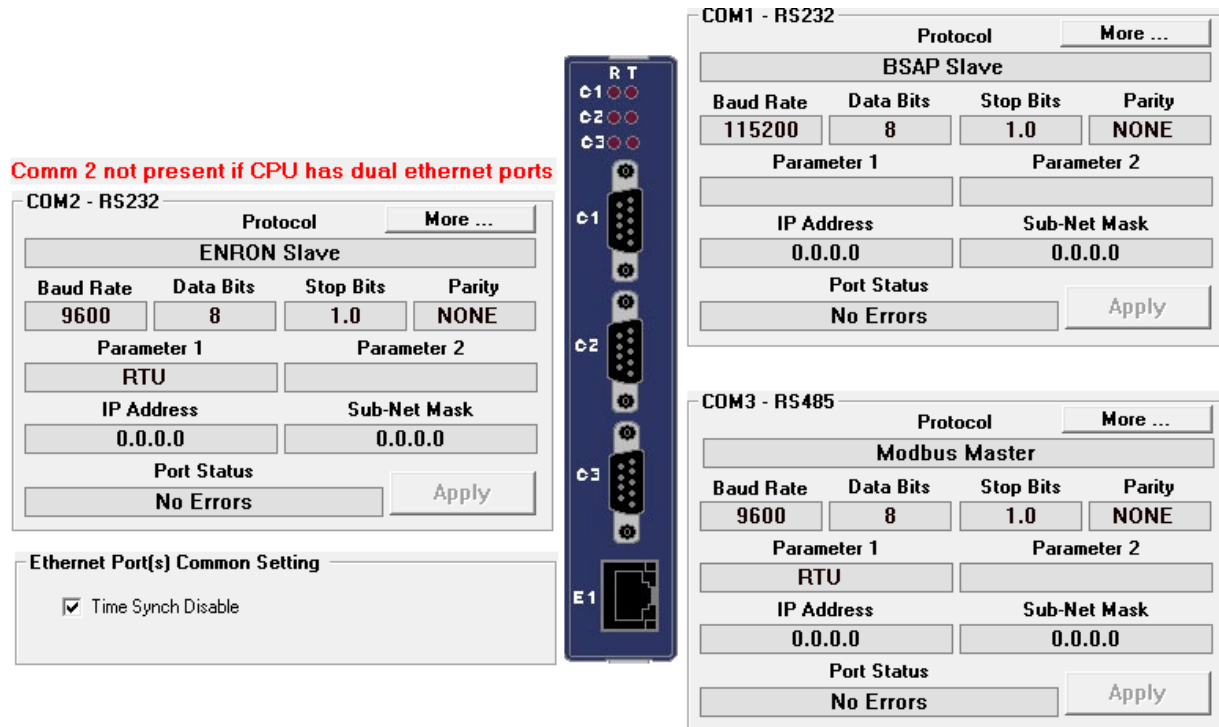 Comm 2 not present if CPU has dual ethernet ports
COM2 - RS232
Protocol More ...
ENRON Slave
Baud Rate Data Bits Stop Bits Parity
9600 8 1.0 NONE
Parameter 1 Parameter 2
RTU
IP Address Sub-Net Mask
0.0.0.0 0.0.0.0
Port Status
No Errors Apply
Ethernet Port(s) Common Setting
Time Synch Disable
R T
C1
C2
C3
C1
C2
C3
E1
COM1 - RS232
Protocol More ...
BSAP Slave
Baud Rate Data Bits Stop Bits Parity
115200 8 1.0 NONE
Parameter 1 Parameter 2
IP Address Sub-Net Mask
0.0.0.0 0.0.0.0
Port Status
No Errors Apply
COM3 - RS485
Protocol More ...
Modbus Master
Baud Rate Data Bits Stop Bits Parity
9600 8 1.0 NONE
Parameter 1 Parameter 2
RTU
IP Address Sub-Net Mask
0.0.0.0 0.0.0.0
Port Status
No Errors Apply